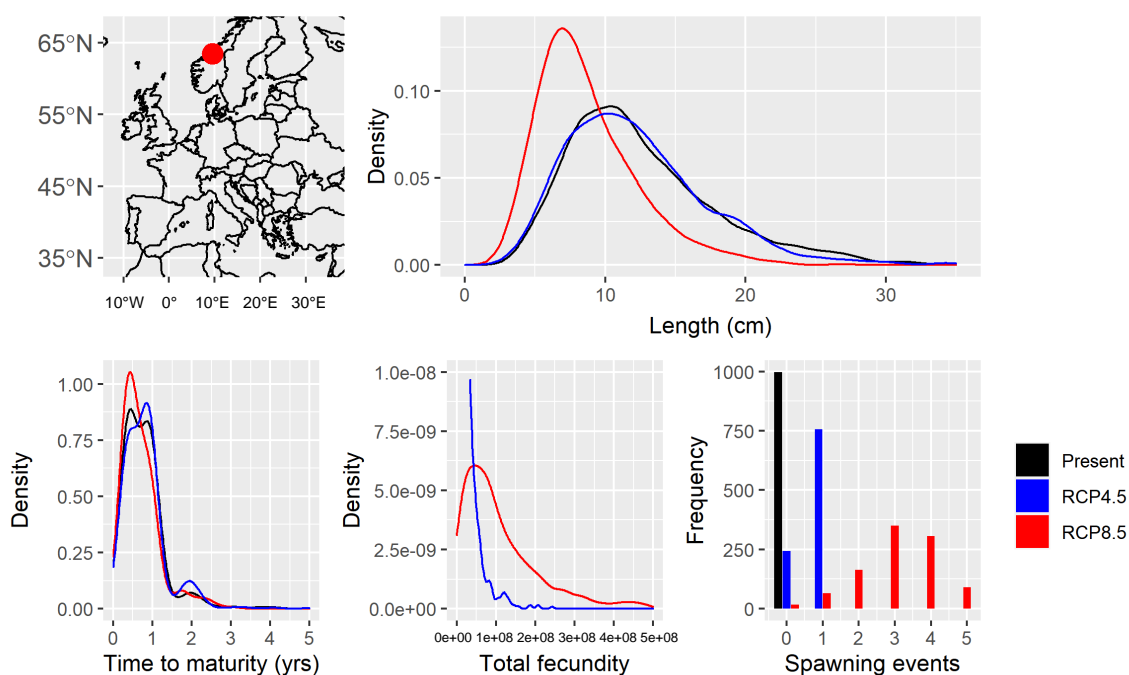 65°N
55°N
45°N
35°N
10°W 0° 10°E 20°E 30°E
Density
0.10
0.05
0.00
0 10 20 30
Length (cm)
Density
1.00
0.75
0.50
0.25
0.00
0 1 2 3 4 5
Time to maturity (yrs)
Density
1.0e-08
7.5e-09
5.0e-09
2.5e-09
0.0e+00
0e+00 1e+08 2e+08 3e+08 4e+08 5e+08
Total fecundity
Frequency
1000
750
500
250
0
0 1 2 3 4 5
Spawning events
Present
RCP4.5
RCP8.5